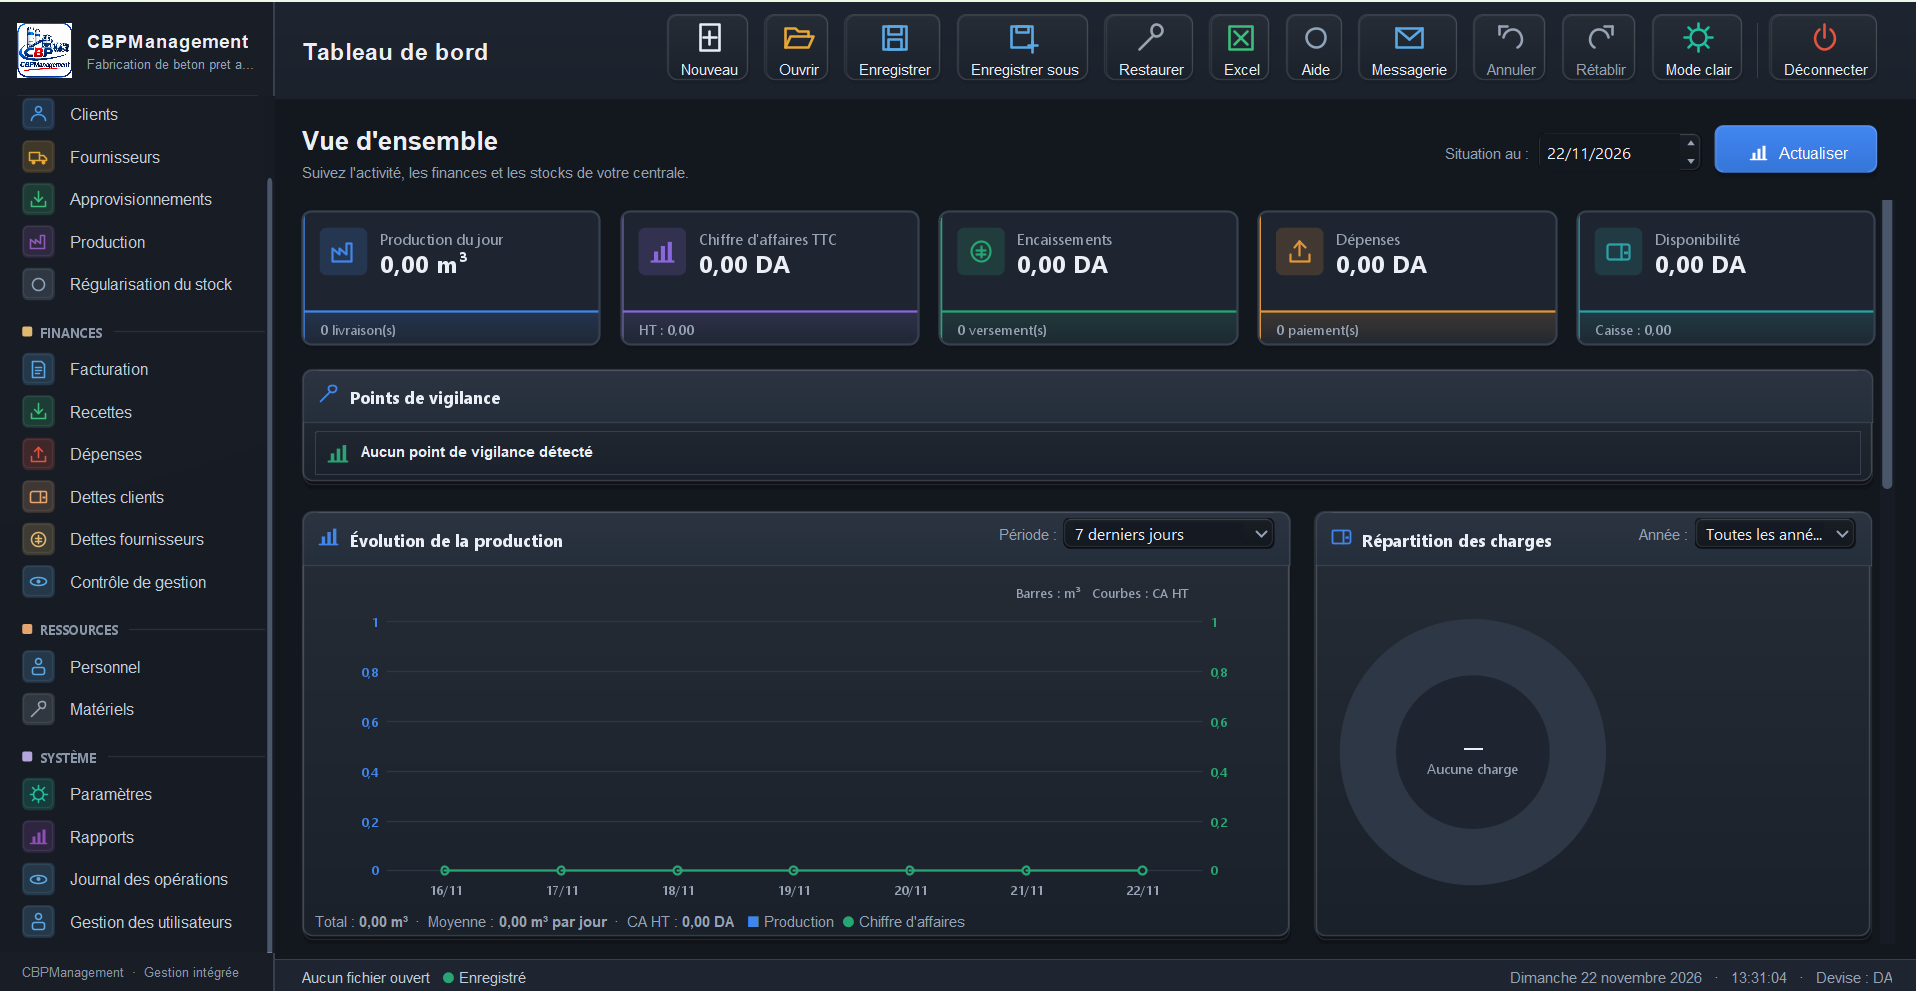 CBPManagement
Fabrication de beton pret a...
Clients
Fournisseurs
Approvisionnements
Production
Régularisation du stock
FINANCES
Facturation
Recettes
Dépenses
Dettes clients
Dettes fournisseurs
Contrôle de gestion
RESSOURCES
Personnel
Matériels
SYSTÈME
Paramètres
Rapports
Journal des opérations
Gestion des utilisateurs
CBPManagement · Gestion intégrée
Tableau de bord
Nouveau
Ouvrir
Enregistrer
Enregistrer sous
Restaurer
Excel
Aide
Messagerie
Annuler
Rétablir
Mode clair
Déconnecter
Vue d'ensemble
Suivez l'activité, les finances et les stocks de votre centrale.
Situation au : 22/11/2026
Actualiser
Production du jour
0,00 m³
0 livraison(s)
Chiffre d'affaires TTC
0,00 DA
HT : 0,00
Encaissements
0,00 DA
0 versement(s)
Dépenses
0,00 DA
0 paiement(s)
Disponibilité
0,00 DA
Caisse : 0,00
Points de vigilance
Aucun point de vigilance détecté
Évolution de la production
Période : 7 derniers jours
Barres : m³ Courbes : CA HT
1 1
0,8 0,8
0,6 0,6
0,4 0,4
0,2 0,2
0 0
16/11 17/11 18/11 19/11 20/11 21/11 22/11
Total : 0,00 m³ · Moyenne : 0,00 m³ par jour · CA HT : 0,00 DA Production Chiffre d'affaires
Répartition des charges
Année : Toutes les anné...
—
Aucune charge
Aucun fichier ouvert Enregistré
Dimanche 22 novembre 2026 · 13:31:04 · Devise : DA